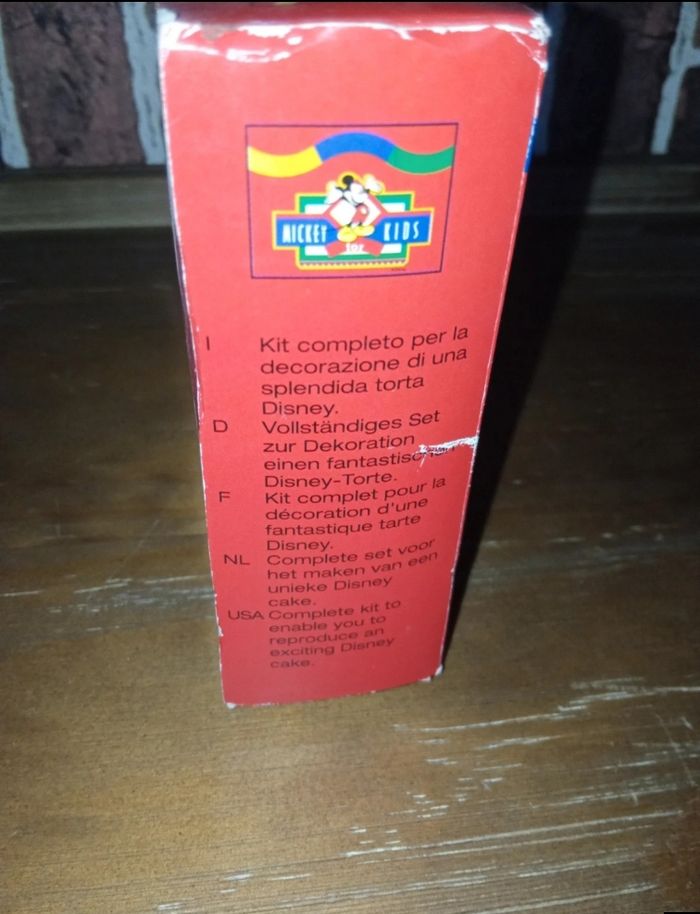 MICKEY KIDS
for
I Kit completo per la
decorazione di una
splendida torta
Disney.
D Vollständiges Set
zur Dekoration
einen
Disney-Torte.
F Kit complet pour la
décoration d'une
fantastique tarte
Disney.
NL Complete set voor
het maken van een
unieke Disney
cake.
USA Complete kit to
enable you to
reproduce an
exciting Disney
cake.